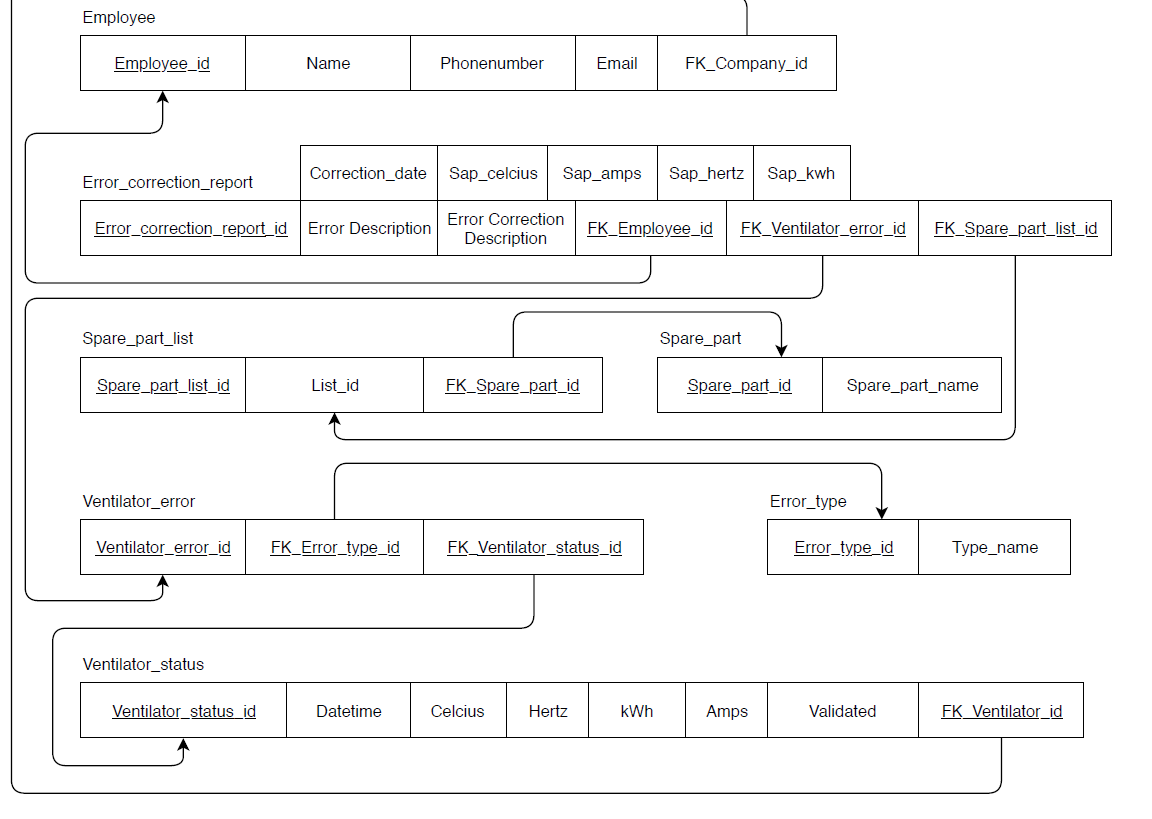 Employee
Employee_id Name Phonenumber Email FK_Company_id
Correction_date Sap_celcius Sap_amps Sap_hertz Sap_kwh
Error_correction_report
Error_correction_report_id Error Description Error Correction Description FK_Employee_id FK_Ventilator_error_id FK_Spare_part_list_id
Spare_part_list Spare_part
Spare_part_list_id List_id FK_Spare_part_id Spare_part_id Spare_part_name
Ventilator_error Error_type
Ventilator_error_id FK_Error_type_id FK_Ventilator_status_id Error_type_id Type_name
Ventilator_status
Ventilator_status_id Datetime Celcius Hertz kWh Amps Validated FK_Ventilator_id